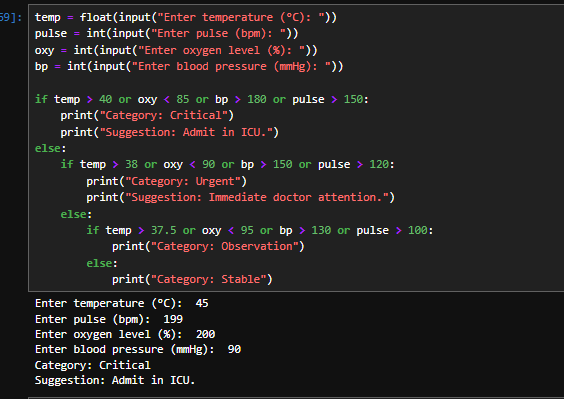 59]:
temp = float(input("Enter temperature (°C): "))
pulse = int(input("Enter pulse (bpm): "))
oxy = int(input("Enter oxygen level (%): "))
bp = int(input("Enter blood pressure (mmHg): "))

if temp > 40 or oxy < 85 or bp > 180 or pulse > 150:
    print("Category: Critical")
    print("Suggestion: Admit in ICU.")
else:
    if temp > 38 or oxy < 90 or bp > 150 or pulse > 120:
        print("Category: Urgent")
        print("Suggestion: Immediate doctor attention.")
    else:
        if temp > 37.5 or oxy < 95 or bp > 130 or pulse > 100:
            print("Category: Observation")
        else:
            print("Category: Stable")
Enter temperature (°C):  45
Enter pulse (bpm):  199
Enter oxygen level (%):  200
Enter blood pressure (mmHg):  90
Category: Critical
Suggestion: Admit in ICU.